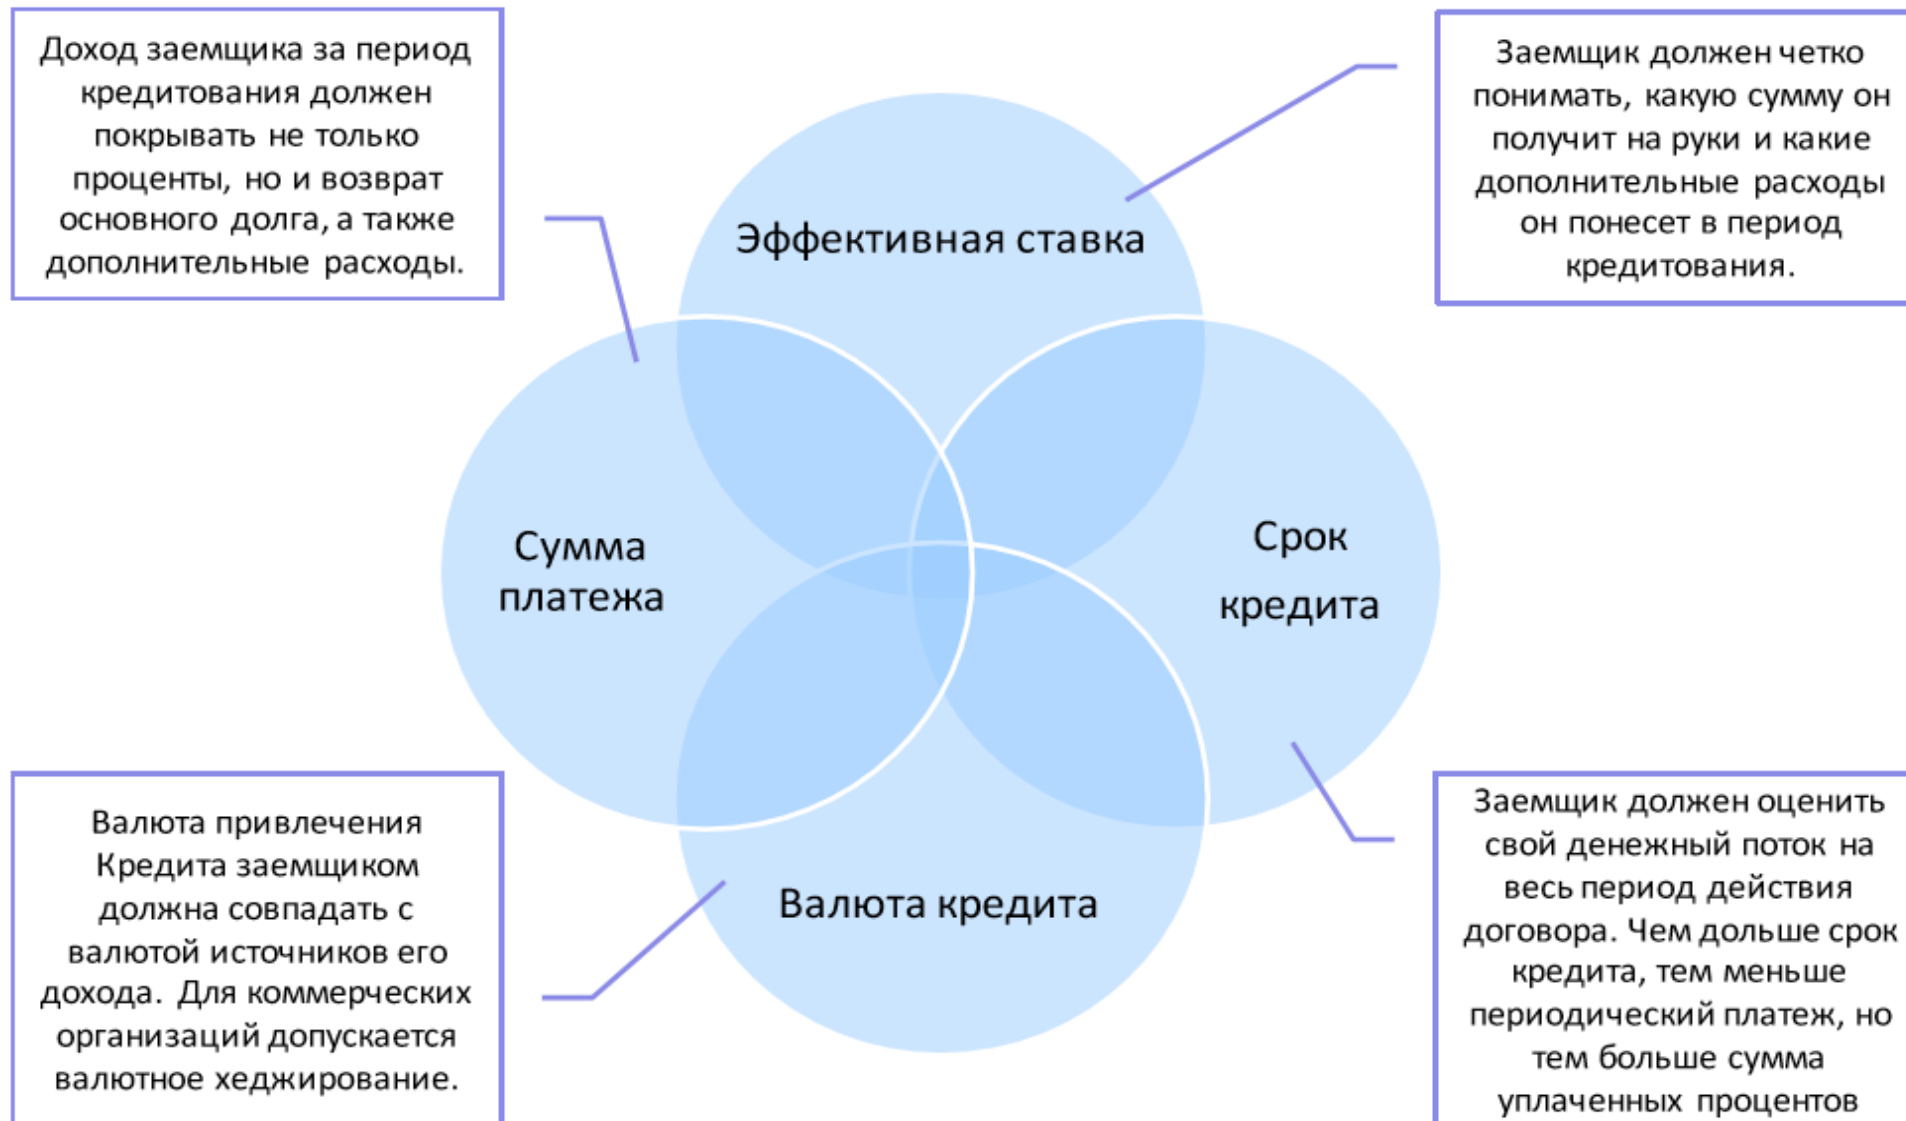 Доход заемщика за период
кредитования должен
покрывать не только
проценты, но и возврат
основного долга, а также
дополнительные расходы.
Заемщик должен четко
понимать, какую сумму он
получит на руки и какие
дополнительные расходы
он понесет в период
кредитования.
Эффективная ставка
Сумма
платежа
Срок
кредита
Валюта кредита
Валюта привлечения
Кредита заемщиком
должна совпадать с
валютой источников его
дохода. Для коммерческих
организаций допускается
валютное хеджирование.
Заемщик должен оценить
свой денежный поток на
весь период действия
договора. Чем дольше срок
кредита, тем меньше
периодический платеж, но
тем больше сумма
уплаченных процентов